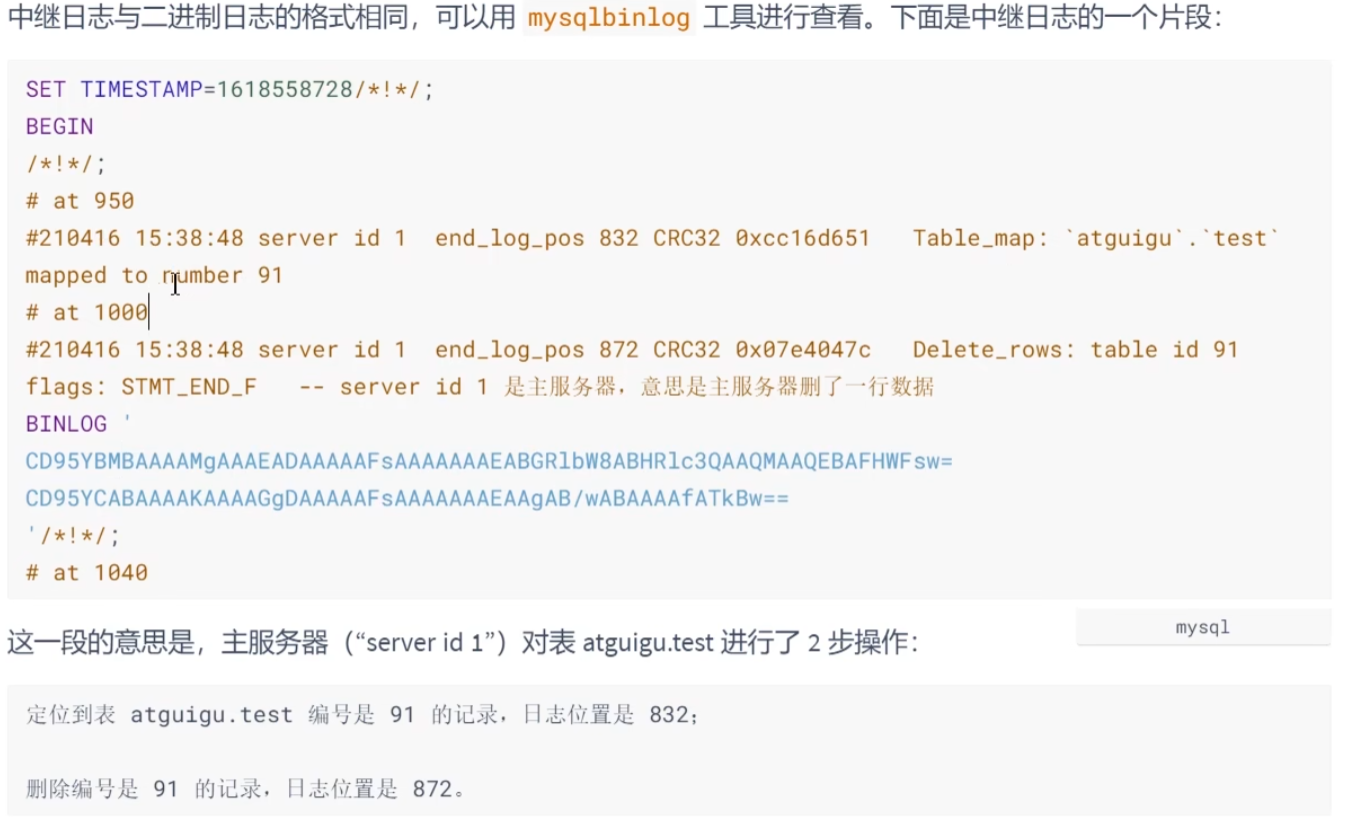 中继日志与二进制日志的格式相同，可以用 mysqlbinlog 工具进行查看。下面是中继日志的一个片段：
SET TIMESTAMP=1618558728/*!*/;
BEGIN
/*!*/;
# at 950
#210416 15:38:48 server id 1  end_log_pos 832 CRC32 0xcc16d651   Table_map: `atguigu`.`test`
mapped to number 91
# at 1000
#210416 15:38:48 server id 1  end_log_pos 872 CRC32 0x07e4047c   Delete_rows: table id 91
flags: STMT_END_F   -- server id 1 是主服务器，意思是主服务器删了一行数据
BINLOG '
CD95YBMBAAAAMgAAAEADAAAAAFsAAAAAAAEABGRlbW8ABHRlc3QAAQMAAQEBAFHWFsw=
CD95YCABAAAAKAAAAGgDAAAAAFsAAAAAAAEAAgAB/wABAAAAfATkBw==
'/*!*/;
# at 1040
mysql
这一段的意思是，主服务器（“server id 1”）对表 atguigu.test 进行了 2 步操作：
定位到表 atguigu.test 编号是 91 的记录，日志位置是 832；
删除编号是 91 的记录，日志位置是 872。